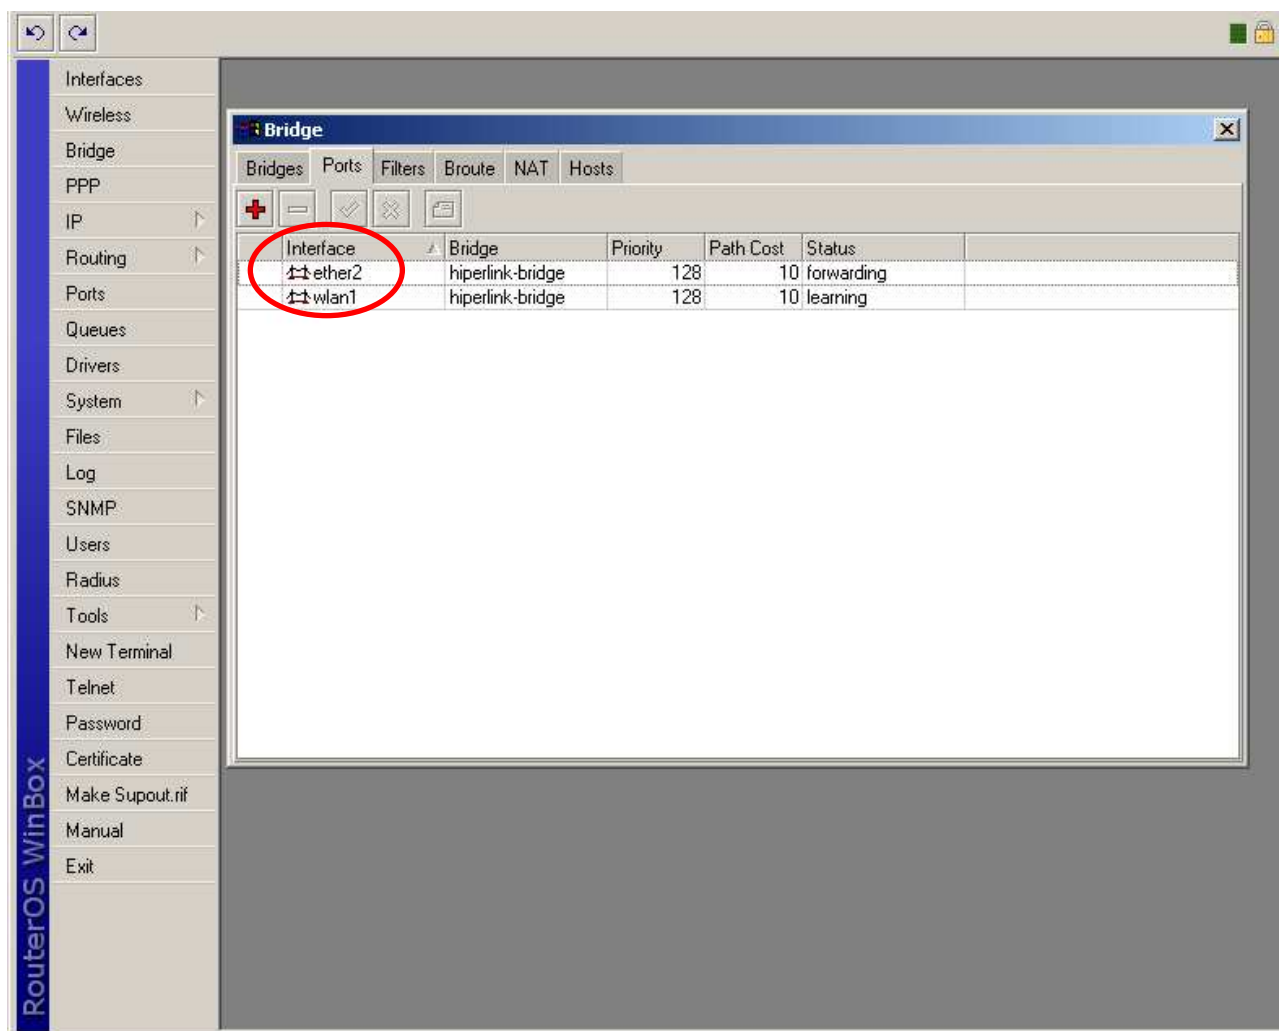 Interfaces
Wireless
Bridge
PPP
IP
Routing
Ports
Queues
Drivers
System
Files
Log
SNMP
Users
Radius
Tools
New Terminal
Telnet
Password
Certificate
Make Supout.rif
Manual
Exit
RouterOS WinBox
Bridge
Bridges Ports Filters Broute NAT Hosts
Interface Bridge Priority Path Cost Status
ether2 hiperlink-bridge 128 10 forwarding
wlan1 hiperlink-bridge 128 10 learning